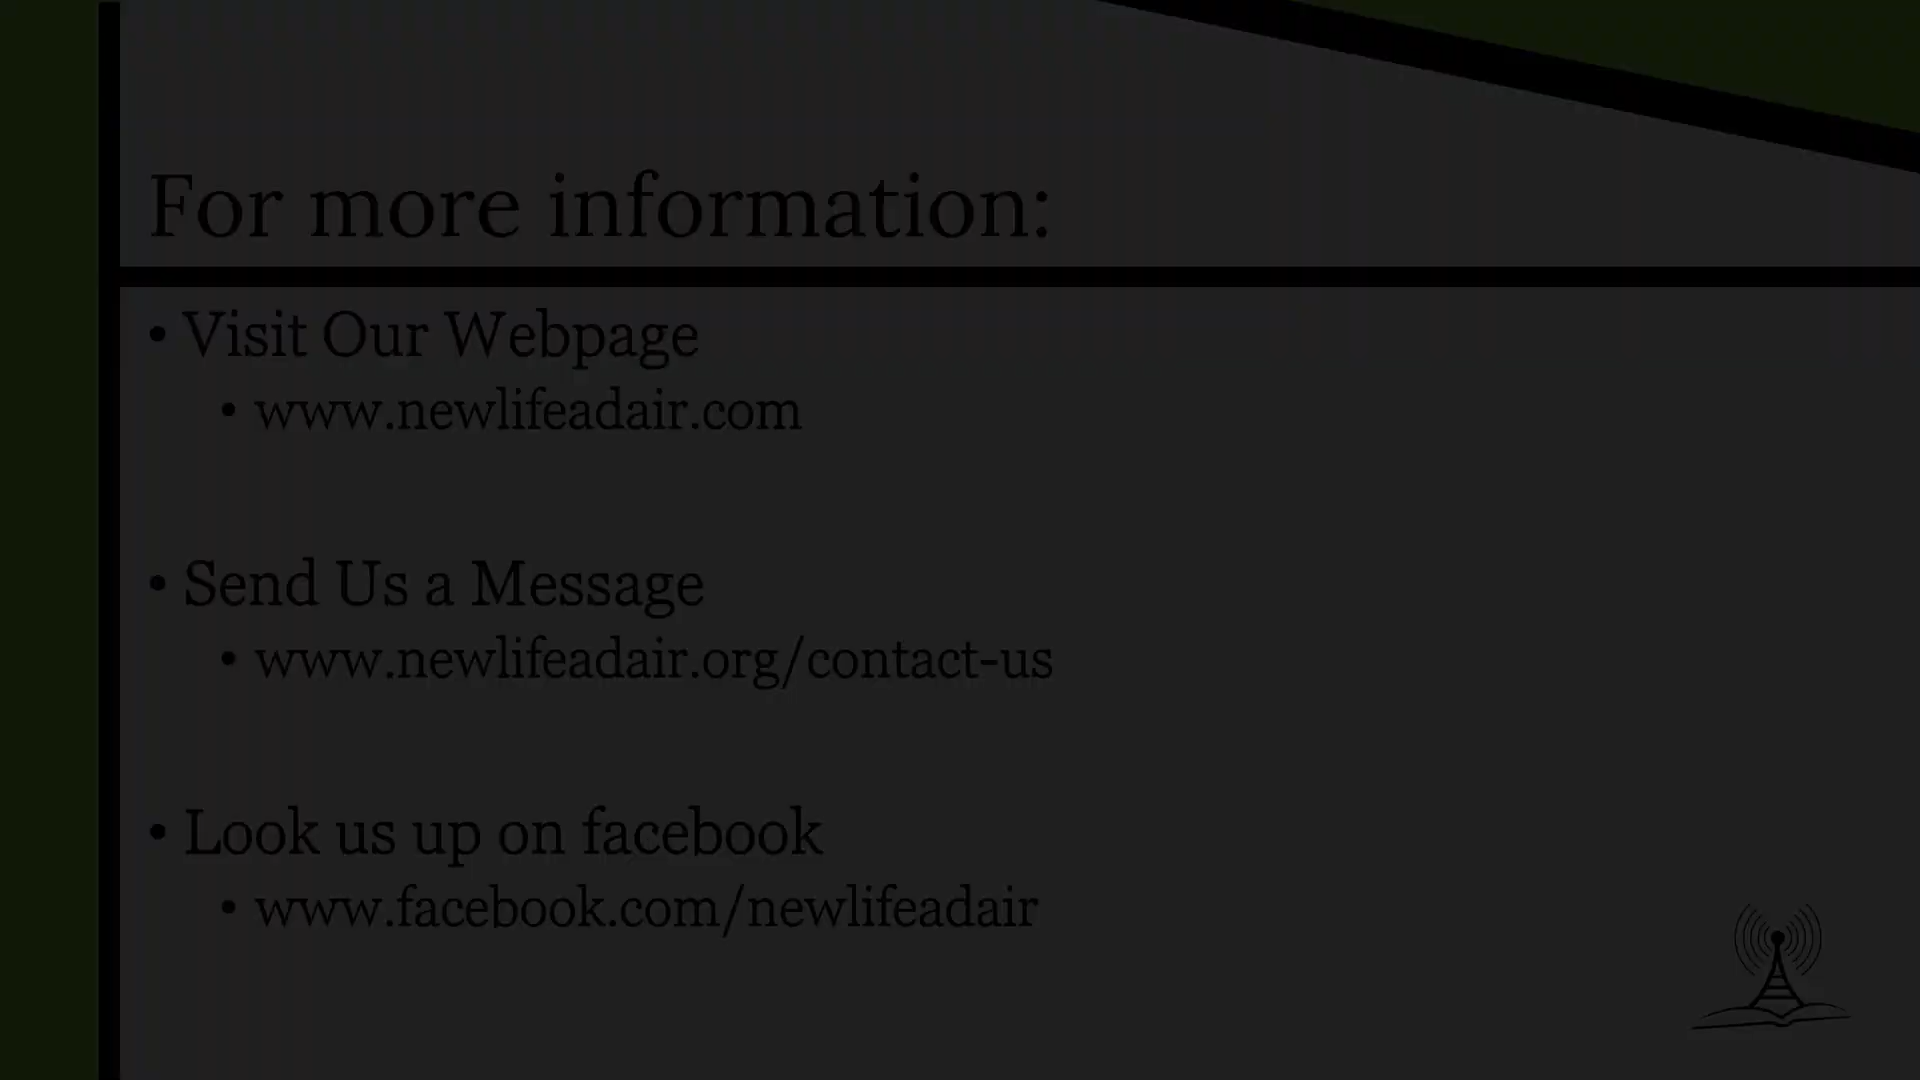 For more information:
• Visit Our Webpage
• www.newlifeadair.com
• Send Us a Message
• www.newlifeadair.org/contact-us
• Look us up on facebook
• www.facebook.com/newlifeadair